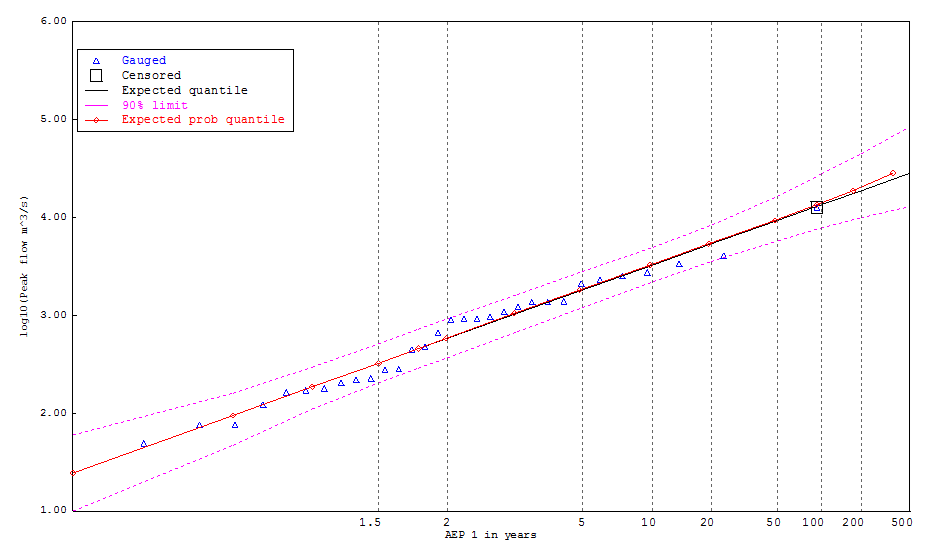 6.00
Gauged
Censored
Expected quantile
90% limit
Expected prob quantile
5.00
4.00
3.00
2.00
1.00
log10(Peak flow m^3/s)
1.5 2 5 10 20 50 100 200 500
AEP 1 in years